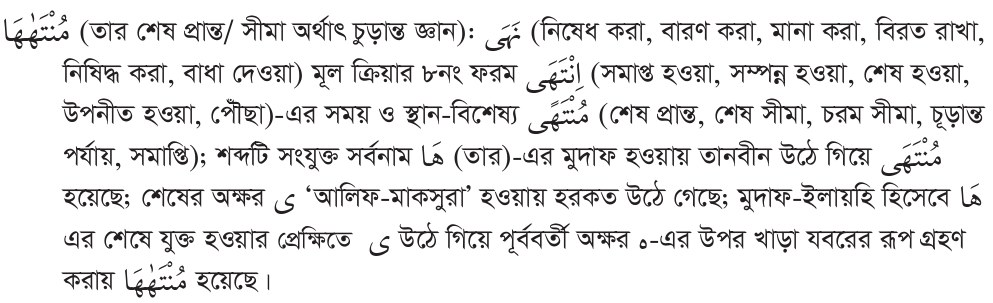 مُنْتَهٰهَا (তার শেষ প্রান্ত/ সীমা অর্থাৎ চুড়ান্ত জ্ঞান): نَهَى (নিষেধ করা, বারণ করা, মানা করা, বিরত রাখা,
নিষিদ্ধ করা, বাধা দেওয়া) মূল ক্রিয়ার ৮নং ফরম اِنْتَهَى (সমাপ্ত হওয়া, সম্পন্ন হওয়া, শেষ হওয়া,
উপনীত হওয়া, পৌঁছা)-এর সময় ও স্থান-বিশেষ্য مُنْتَهًى (শেষ প্রান্ত, শেষ সীমা, চরম সীমা, চূড়ান্ত
পর্যায়, সমাপ্তি); শব্দটি সংযুক্ত সর্বনাম هَا (তার)-এর মুদাফ হওয়ায় তানবীন উঠে গিয়ে مُنْتَهَى
হয়েছে; শেষের অক্ষর ى ‘আলিফ-মাকসুরা’ হওয়ায় হরকত উঠে গেছে; মুদাফ-ইলায়হি হিসেবে هَا
এর শেষে যুক্ত হওয়ার প্রেক্ষিতে ى উঠে গিয়ে পূর্ববর্তী অক্ষর ه-এর উপর খাড়া যবরের রূপ গ্রহণ
করায় مُنْتَهٰهَا হয়েছে।